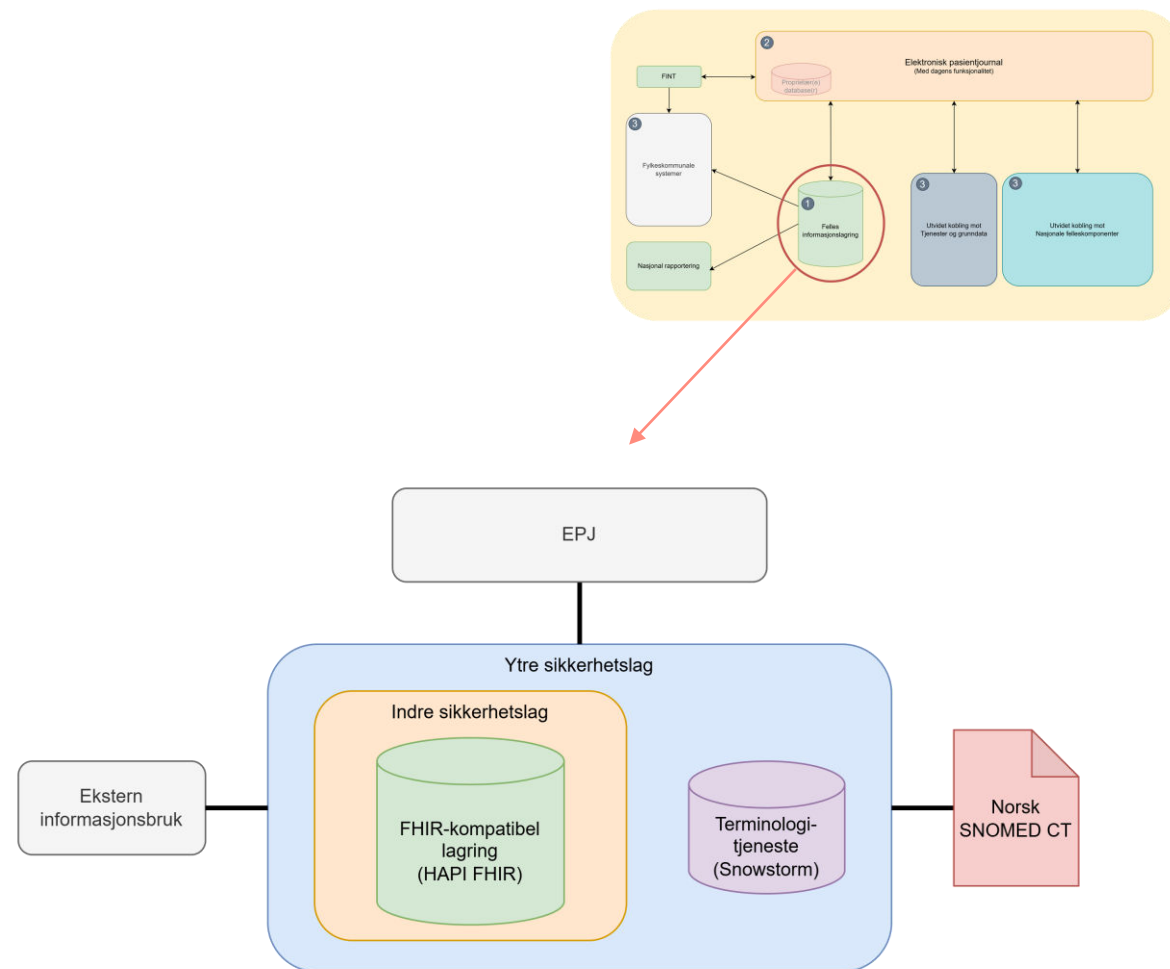 2
Elektronisk pasientjournal
(Med dagens funksjonalitet)
Proprietær(e)
database(r)
FINT
3
Fylkeskommunale
systemer
1
Felles
informasjonslagring
Nasjonal rapportering
3
Utvidet kobling mot
Tjenester og grunndata
3
Utvidet kobling mot
Nasjonale felleskomponenter
EPJ
Ytre sikkerhetslag
Indre sikkerhetslag
FHIR-kompatibel
lagring
(HAPI FHIR)
Terminologi-
tjeneste
(Snowstorm)
Ekstern
informasjonsbruk
Norsk
SNOMED CT